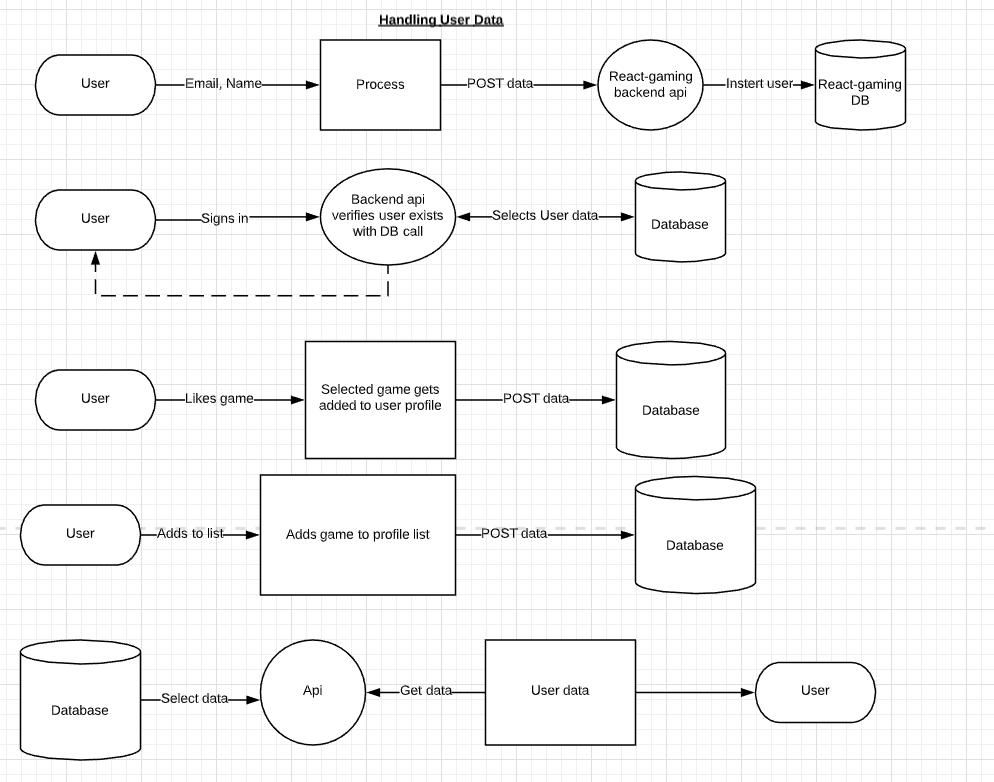 Handling User Data
User
Email, Name
Process
POST data
React-gaming
backend api
Instert user
React-gaming
DB
User
Signs in
Backend api
verifies user exists
with DB call
Selects User data
Database
User
Likes game
Selected game gets
added to user profile
POST data
Database
User
Adds to list
Adds game to profile list
POST data
Database
Database
Select data
Api
Get data
User data
User